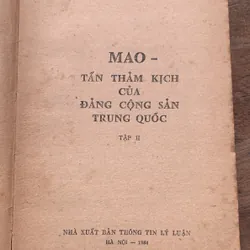 MAO –
TẤN THẢM KỊCH
CỦA
ĐẢNG CỘNG SẢN
TRUNG QUỐC
TẬP II
NHÀ XUẤT BẢN THÔNG TIN LÝ LUẬN
HÀ NỘI — 1984